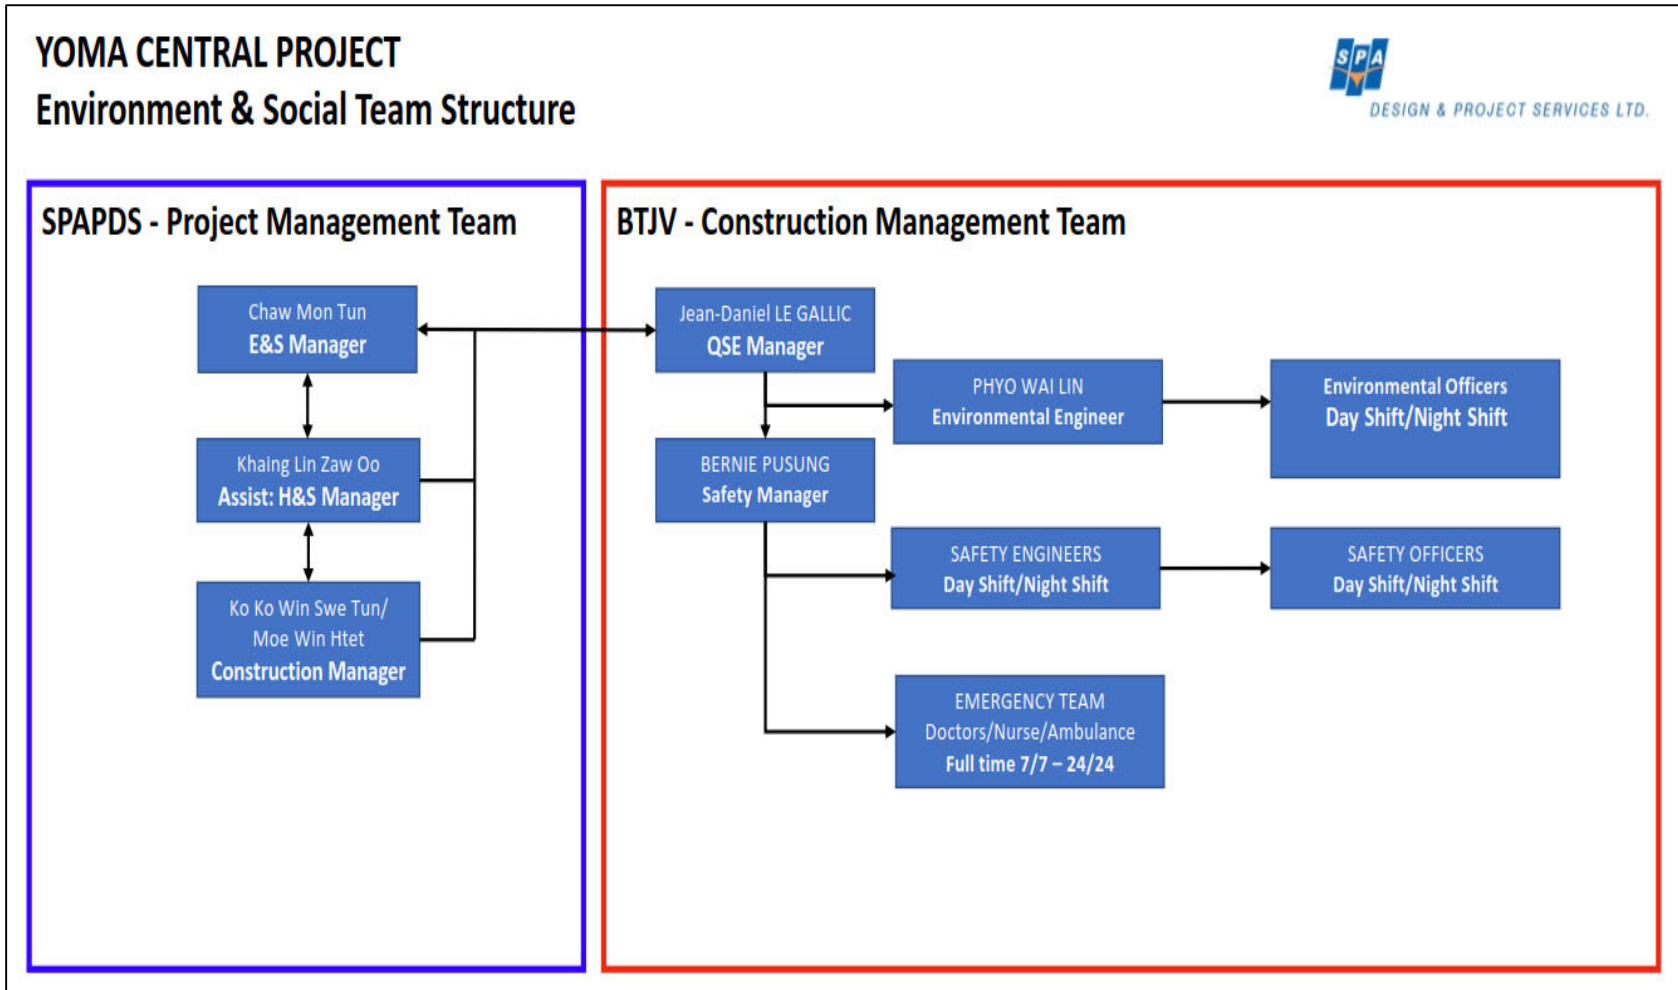 YOMA CENTRAL PROJECT
Environment & Social Team Structure
SPA
DESIGN & PROJECT SERVICES LTD.
SPAPDS - Project Management Team
Chaw Mon Tun
E&S Manager
Khaing Lin Zaw Oo
Assist: H&S Manager
Ko Ko Win Swe Tun/
Moe Win Htet
Construction Manager
BTJV - Construction Management Team
Jean-Daniel LE GALLIC
QSE Manager
PHYO WAI LIN
Environmental Engineer
Environmental Officers
Day Shift/Night Shift
BERNIE PUSUNG
Safety Manager
SAFETY ENGINEERS
Day Shift/Night Shift
SAFETY OFFICERS
Day Shift/Night Shift
EMERGENCY TEAM
Doctors/Nurse/Ambulance
Full time 7/7 – 24/24